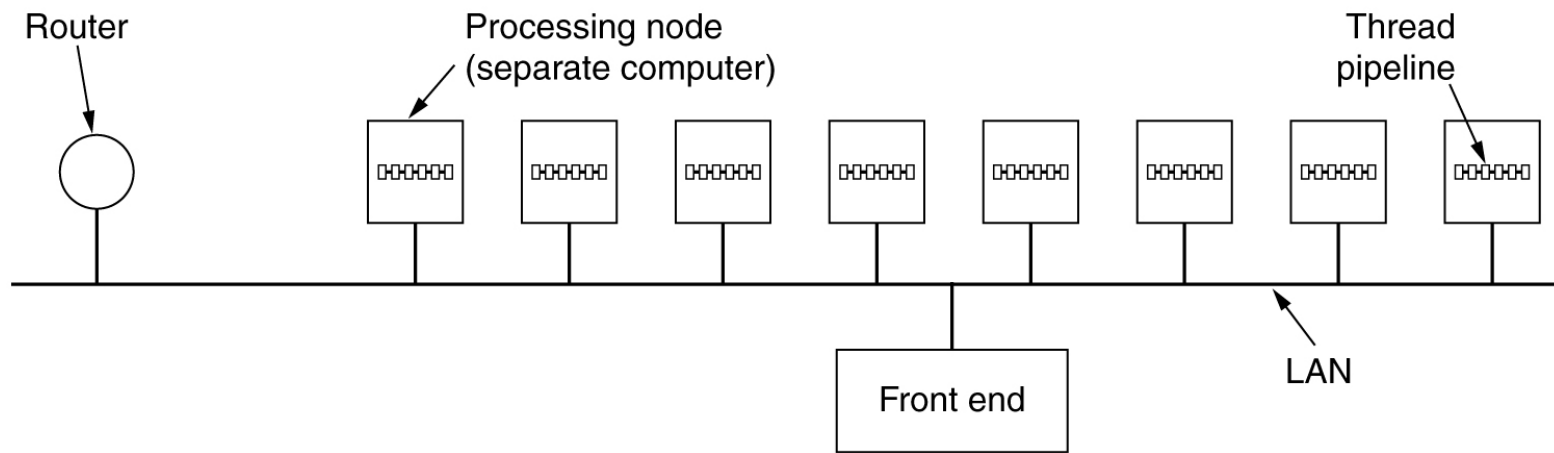 Router
Processing node
(separate computer)
Thread
pipeline
LAN
Front end